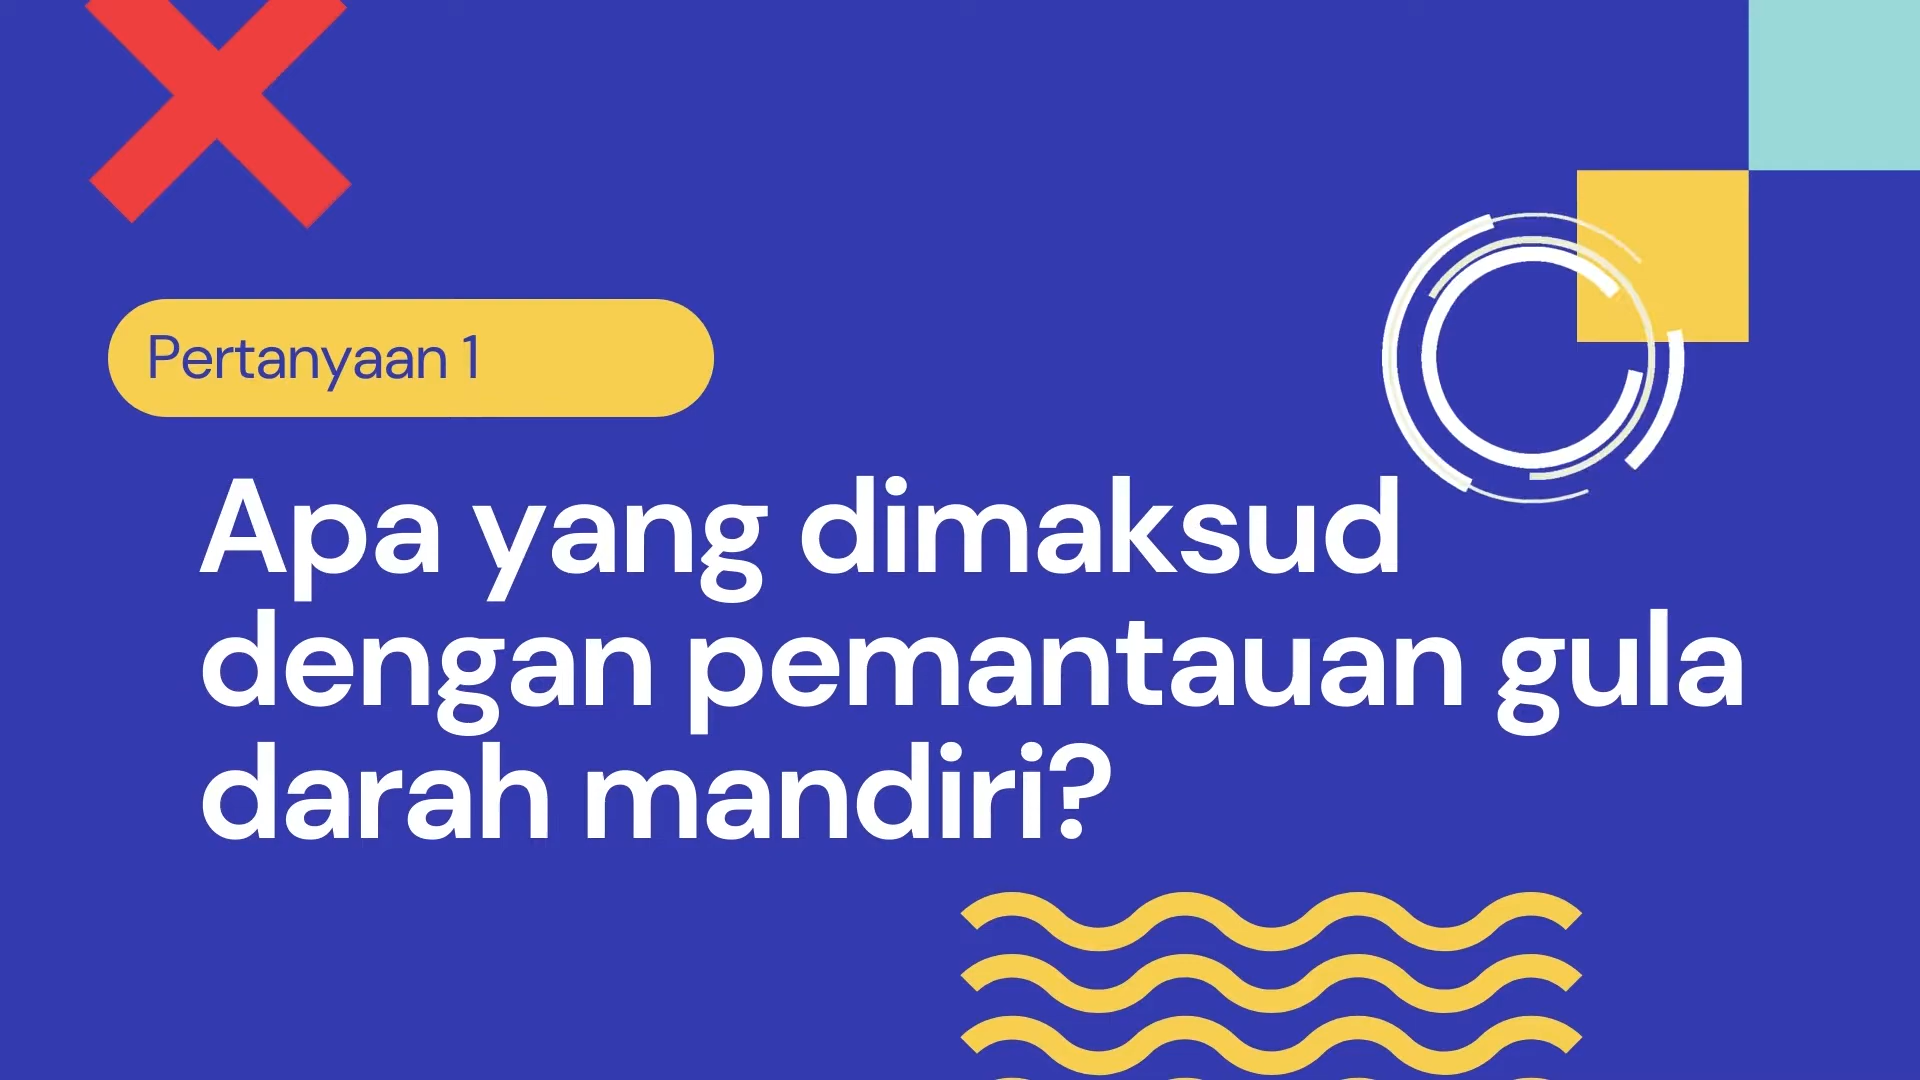 Pertanyaan 1
Apa yang dimaksud
dengan pemantauan gula
darah mandiri?